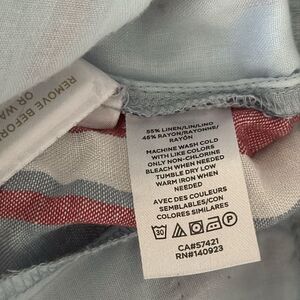 REMOVE BEFORE
OR WA
55% LINEN/LIN/LINO
45% RAYON/RAYONNE/
RAYÓN
MACHINE WASH COLD
WITH LIKE COLORS
ONLY NON-CHLORINE
BLEACH WHEN NEEDED
TUMBLE DRY LOW
WARM IRON WHEN
NEEDED
AVEC DES COULEURS
SEMBLABLES/CON
COLORES SIMILARES
30
CA#57421
RN#140923